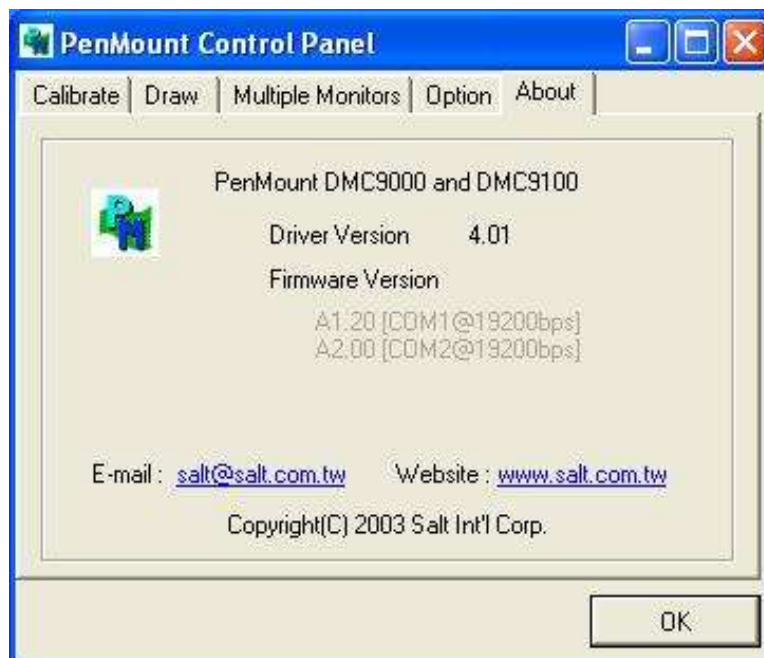 PenMount Control Panel
Calibrate Draw Multiple Monitors Option About
PenMount DMC9000 and DMC9100
Driver Version 4.01
Firmware Version
A1.20 [COM1@19200bps]
A2.00 [COM2@19200bps]
E-mail : salt@salt.com.tw Website : www.salt.com.tw
Copyright(C) 2003 Salt Int'l Corp.
OK